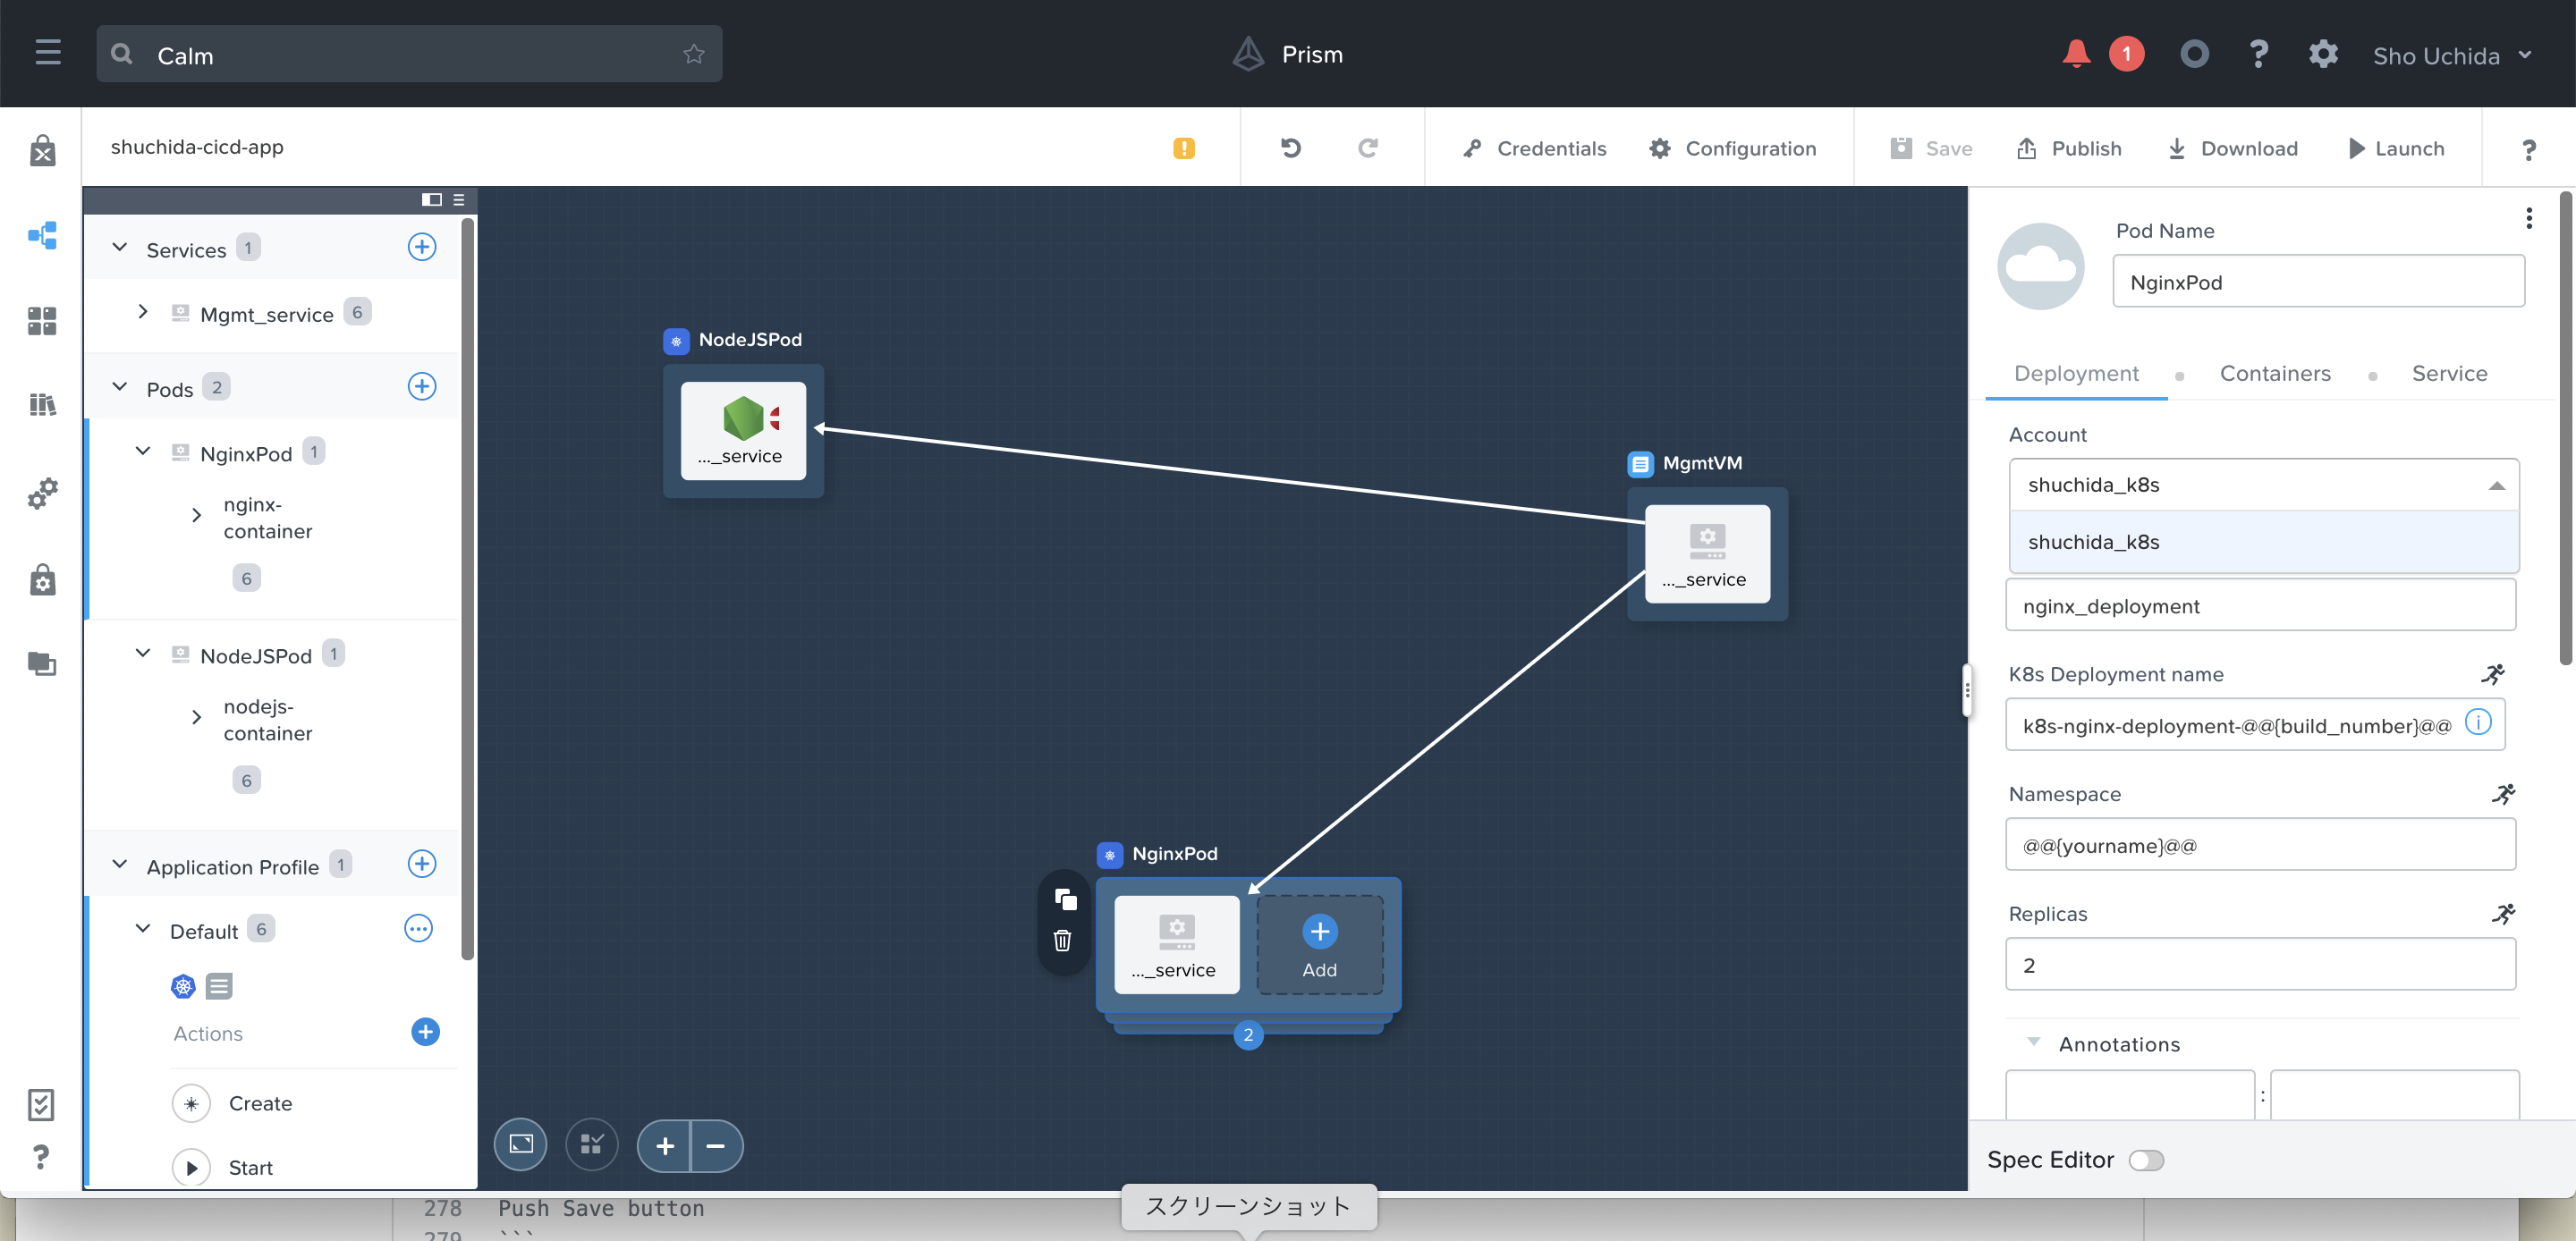 Calm
Prism
1
Sho Uchida
shuchida-cicd-app
Credentials
Configuration
Save
Publish
Download
Launch
Services 1
Mgmt_service 6
Pods 2
NginxPod 1
nginx-
container
6
NodeJSPod 1
nodejs-
container
6
Application Profile 1
Default 6
Actions
Create
Start
NodeJSPod
..._service
MgmtVM
..._service
NginxPod
..._service
Add
2
Pod Name
NginxPod
Deployment
Containers
Service
Account
shuchida_k8s
shuchida_k8s
nginx_deployment
K8s Deployment name
k8s-nginx-deployment-@@{build_number}@@
Namespace
@@{yourname}@@
Replicas
2
Annotations
:
Spec Editor
278 Push Save button
279 ```
スクリーンショット